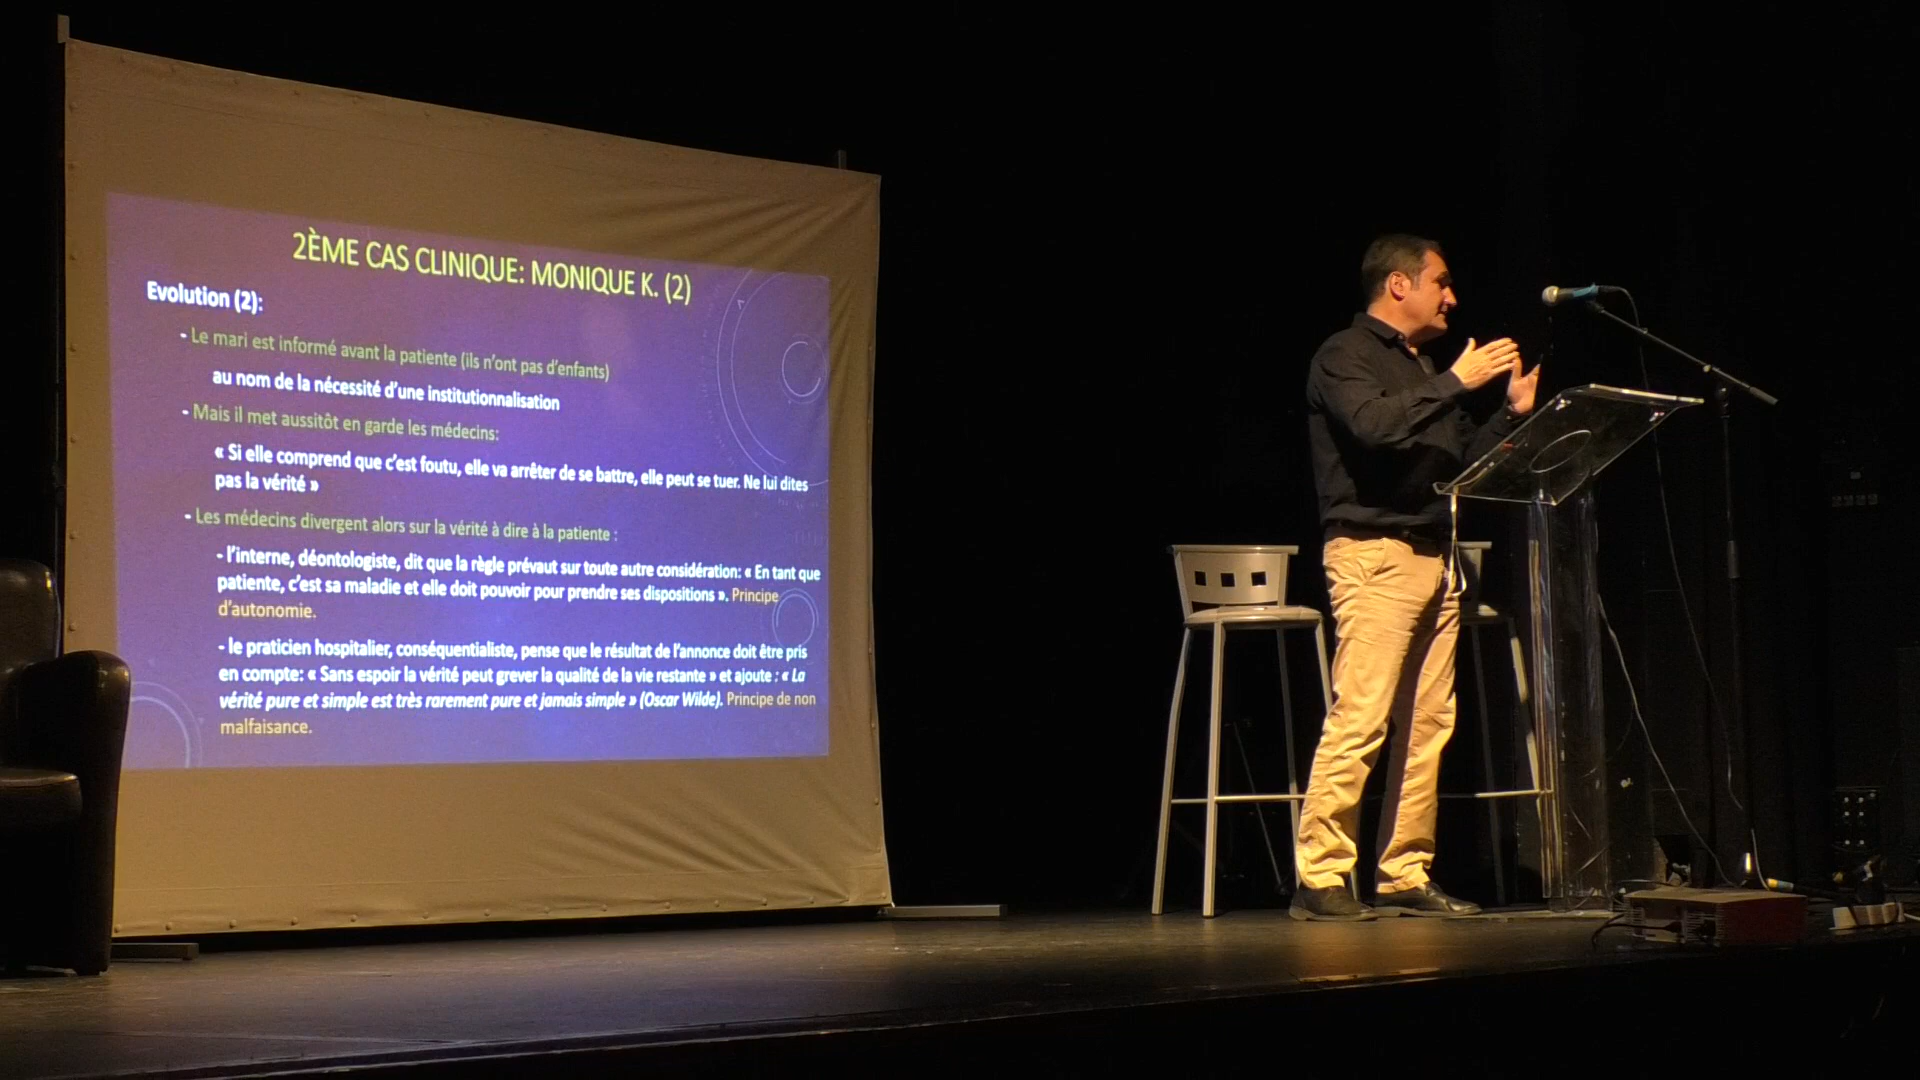 2ÈME CAS CLINIQUE: MONIQUE K. (2)
Evolution (2):
- Le mari est informé avant la patiente (ils n’ont pas d’enfants)
au nom de la nécessité d’une institutionnalisation
- Mais il met aussitôt en garde les médecins:
« Si elle comprend que c’est foutu, elle va arrêter de se battre, elle peut se tuer. Ne lui dites
pas la vérité »
- Les médecins divergent alors sur la vérité à dire à la patiente :
- l’interne, déontologiste, dit que la règle prévaut sur toute autre considération: « En tant que
patiente, c’est sa maladie et elle doit pouvoir pour prendre ses dispositions ». Principe
d’autonomie.
- le praticien hospitalier, conséquentialiste, pense que le résultat de l’annonce doit être pris
en compte: « Sans espoir la vérité peut grever la qualité de la vie restante » et ajoute : « La
vérité pure et simple est très rarement pure et jamais simple » (Oscar Wilde). Principe de non
malfaisance.